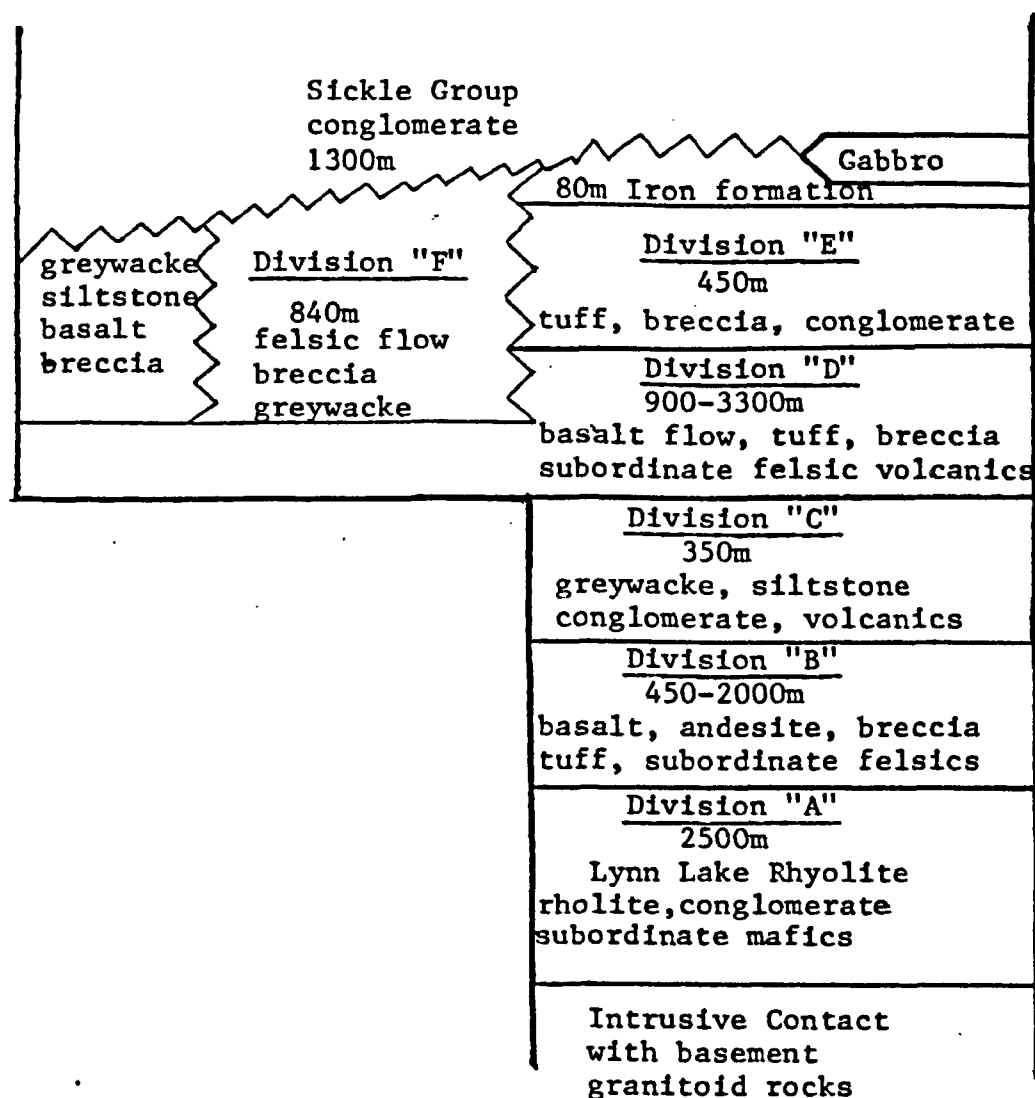 Sickle Group
conglomerate
1300m
Gabbro
80m Iron formation
greywacke
siltstone
basalt
breccia
Division "F"
840m
felsic flow
breccia
greywacke
Division "E"
450m
tuff, breccia, conglomerate
Division "D"
900-3300m
basalt flow, tuff, breccia
subordinate felsic volcanics
Division "C"
350m
greywacke, siltstone
conglomerate, volcanics
Division "B"
450-2000m
basalt, andesite, breccia
tuff, subordinate felsics
Division "A"
2500m
Lynn Lake Rhyolite
rholite,conglomerate
subordinate mafics
Intrusive Contact
with basement
granitoid rocks